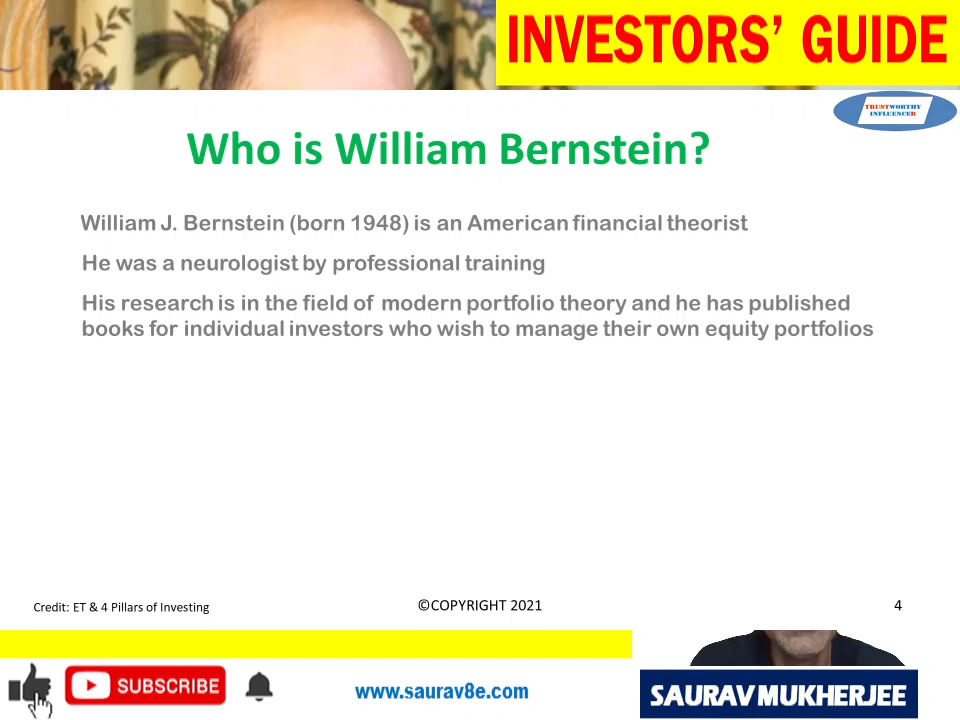 INVESTORS’ GUIDE
TRUSTWORTHY
INFLUENCER
Who is William Bernstein?
William J. Bernstein (born 1948) is an American financial theorist
He was a neurologist by professional training
His research is in the field of modern portfolio theory and he has published
books for individual investors who wish to manage their own equity portfolios
Credit: ET & 4 Pillars of Investing
©COPYRIGHT 2021
4
SUBSCRIBE
www.saurav8e.com
SAURAV MUKHERJEE